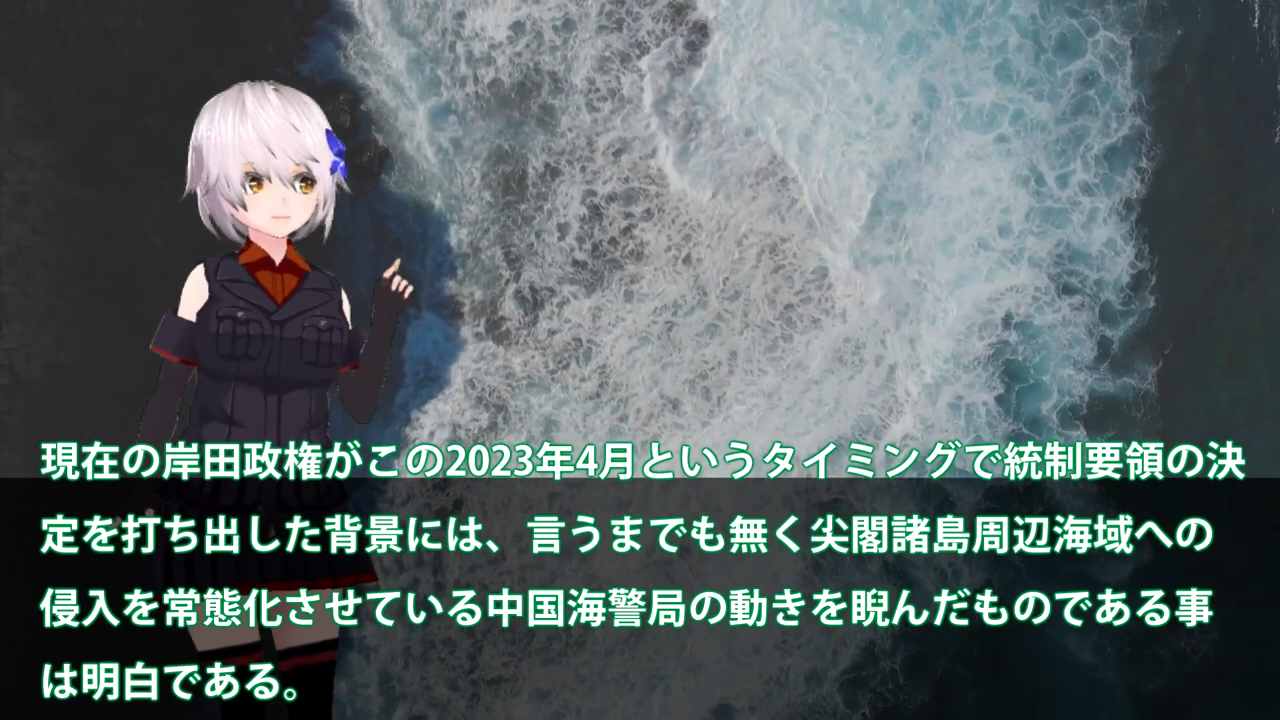 現在の岸田政権がこの2023年4月というタイミングで統制要領の決
定を打ち出した背景には、言うまでも無く尖閣諸島周辺海域への
侵入を常態化させている中国海警局の動きを睨んだものである事
は明白である。